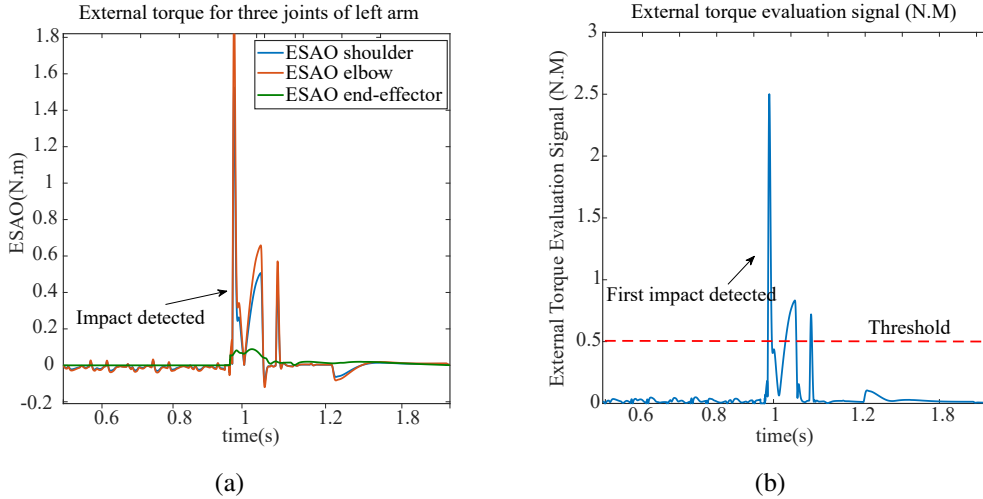 External torque for three joints of left arm
ESAO(N.m)
1.8
1.6
1.4
1.2
1
0.8
0.6
0.4
0.2
0
-0.2
ESAO shoulder
ESAO elbow
ESAO end-effector
Impact detected
0.6 0.8 1 1.2 1.8
time(s)
(a)
External torque evaluation signal (N.M)
External Torque Evaluation Signal (N.M)
3
2.5
2
1.5
1
0.5
0
First impact detected
Threshold
0.6 0.8 1 1.2 1.8
time(s)
(b)